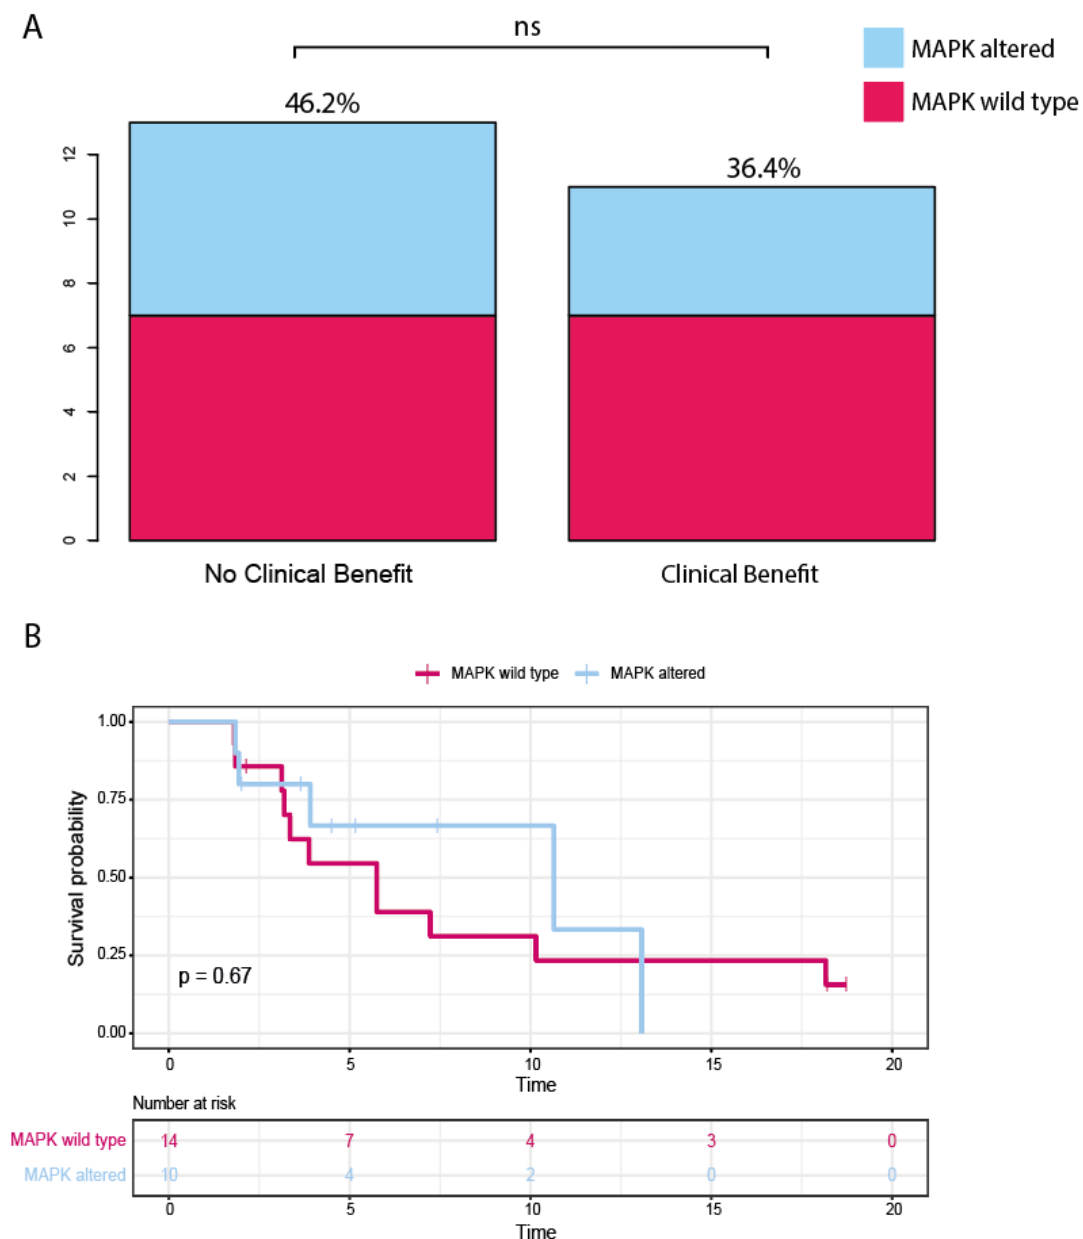 A
ns
MAPK altered
MAPK wild type
46.2%
36.4%
12
10
8
6
4
2
0
No Clinical Benefit
Clinical Benefit
B
MAPK wild type
MAPK altered
Survival probability
1.00
0.75
0.50
0.25
0.00
p = 0.67
0 5 10 15 20
Time
Number at risk
MAPK wild type 14 7 4 3 0
MAPK altered 10 4 2 0 0
0 5 10 15 20
Time